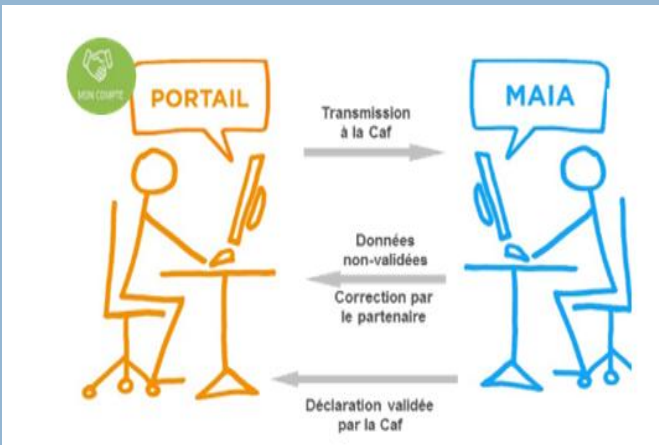 MON COMPTE
PORTAIL
MAIA
Transmission
à la Caf
Données
non-validées
Correction par
le partenaire
Déclaration validée
par la Caf